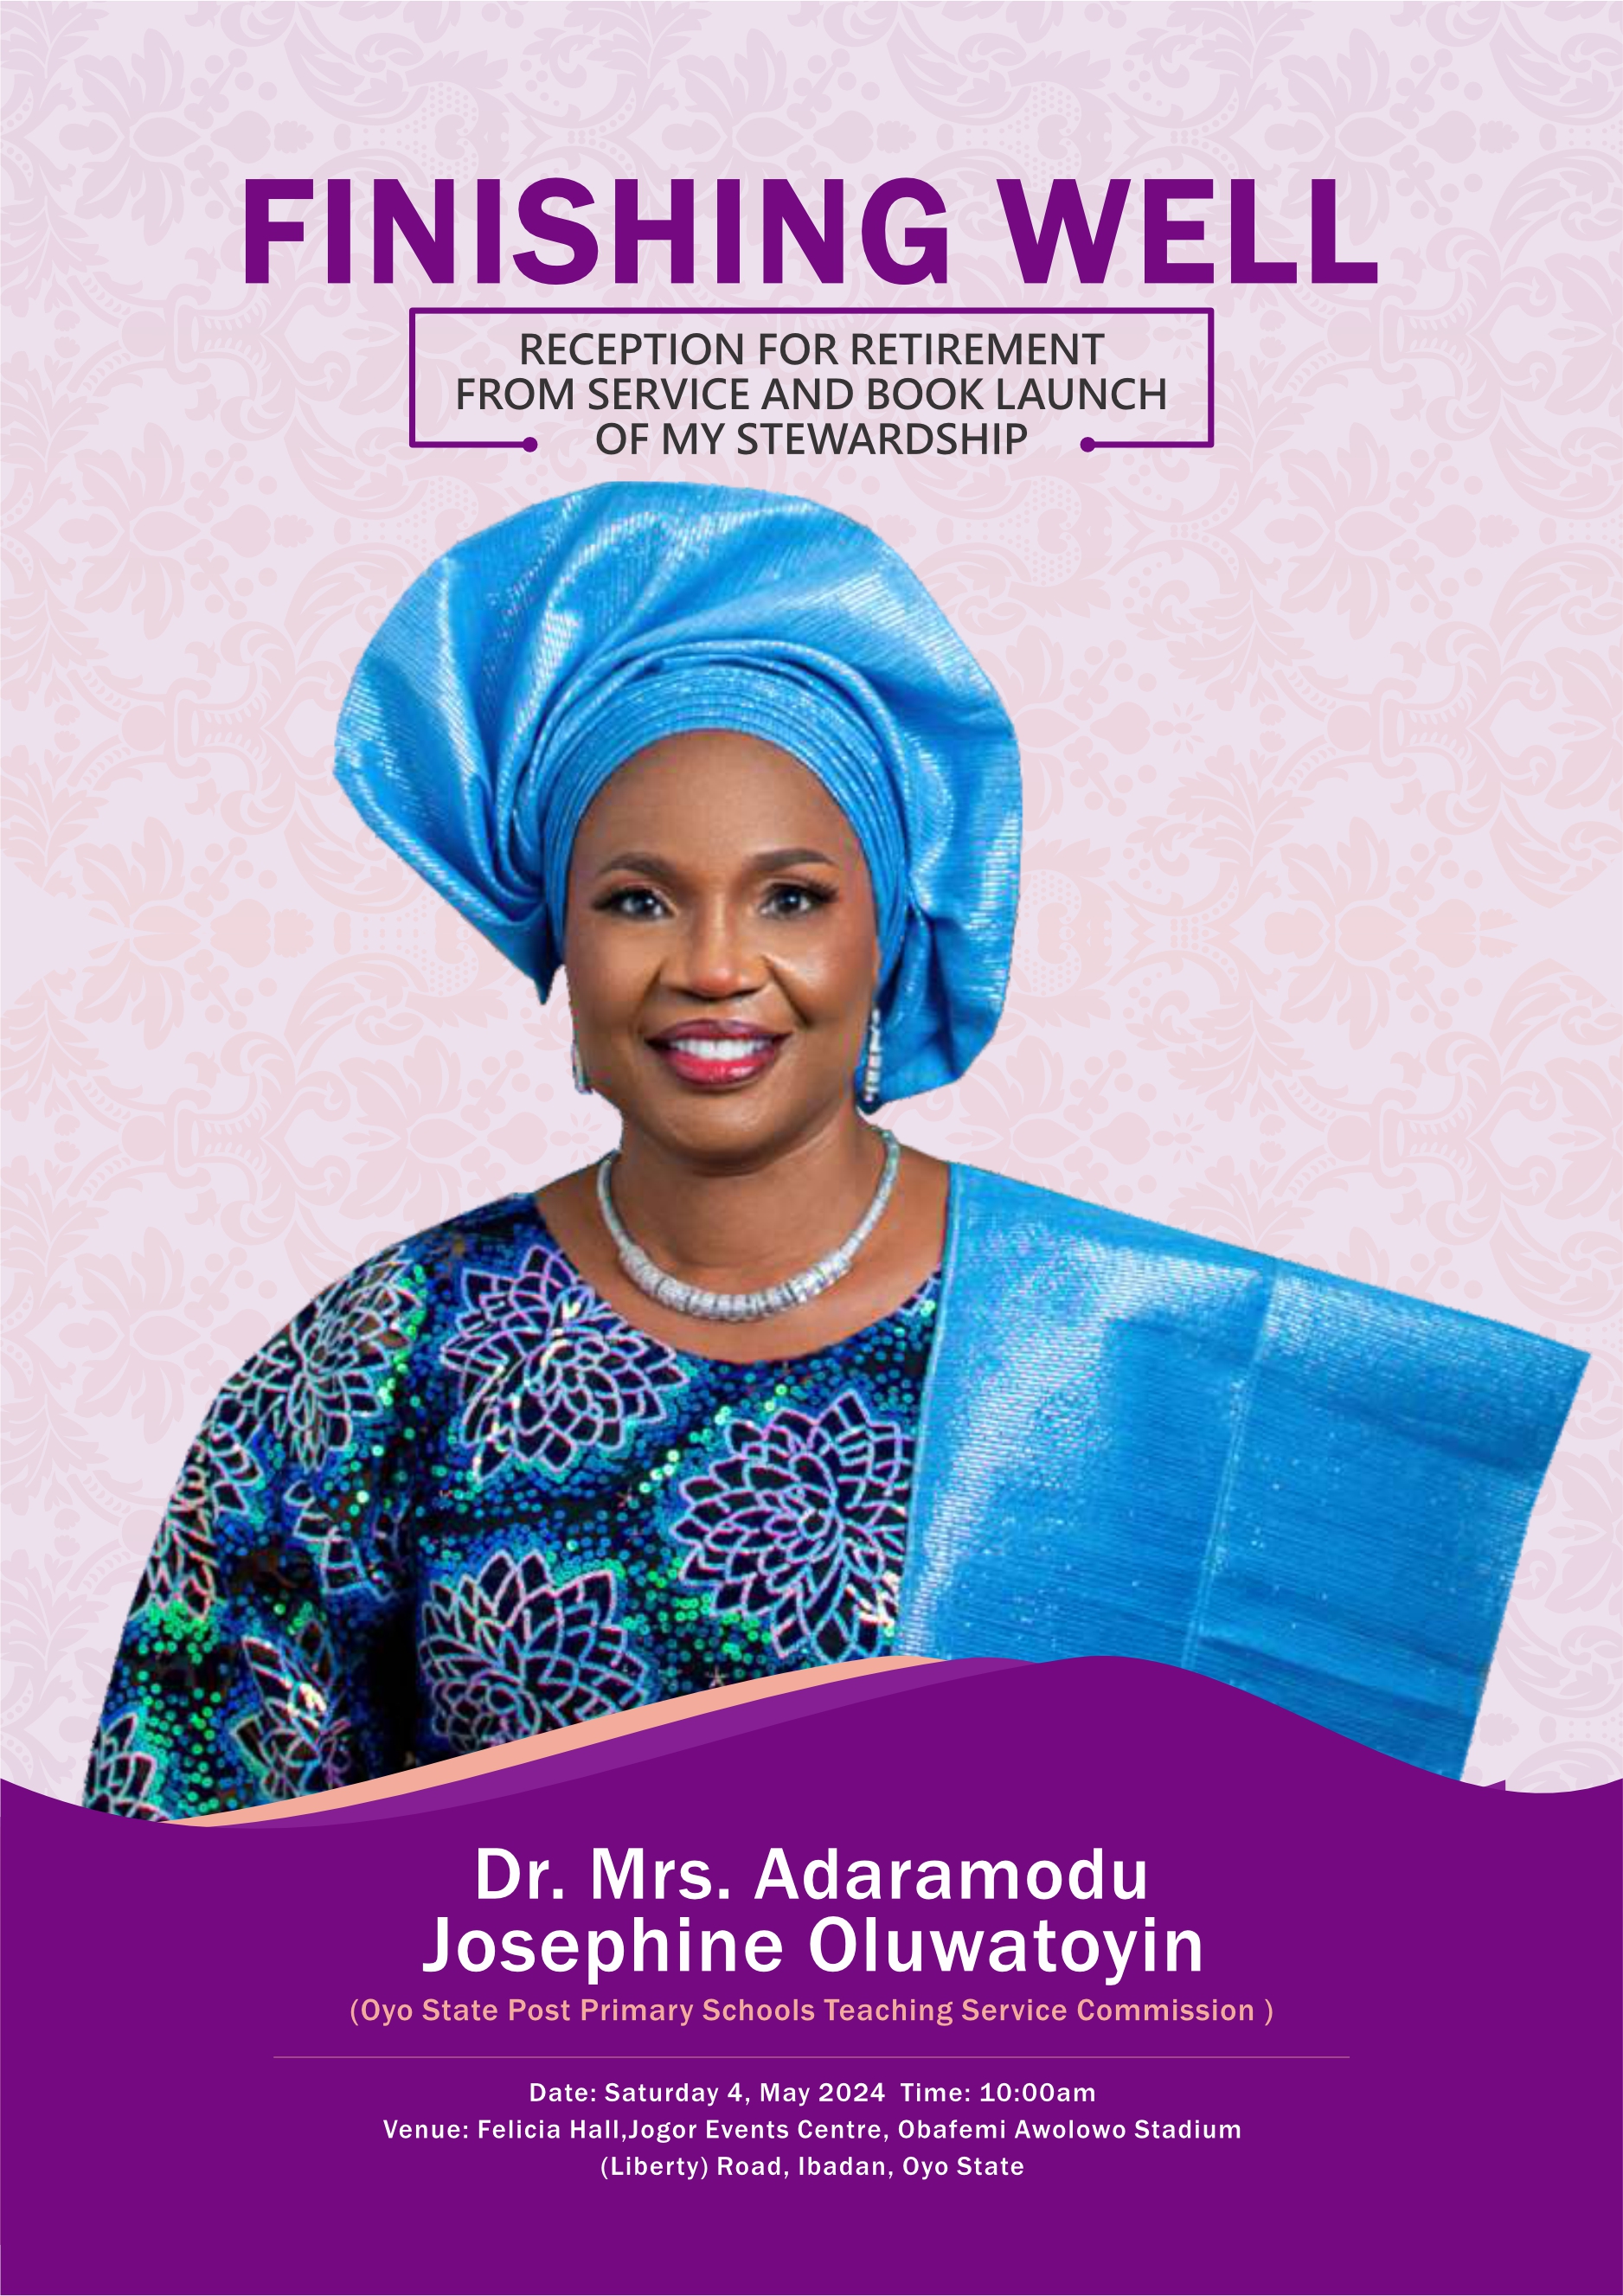 FINISHING WELL
RECEPTION FOR RETIREMENT
FROM SERVICE AND BOOK LAUNCH
OF MY STEWARDSHIP
Dr. Mrs. Adaramodu
Josephine Oluwatoyin
(Oyo State Post Primary Schools Teaching Service Commission )
Date: Saturday 4, May 2024  Time: 10:00am
Venue: Felicia Hall,Jogor Events Centre, Obafemi Awolowo Stadium
(Liberty) Road, Ibadan, Oyo State